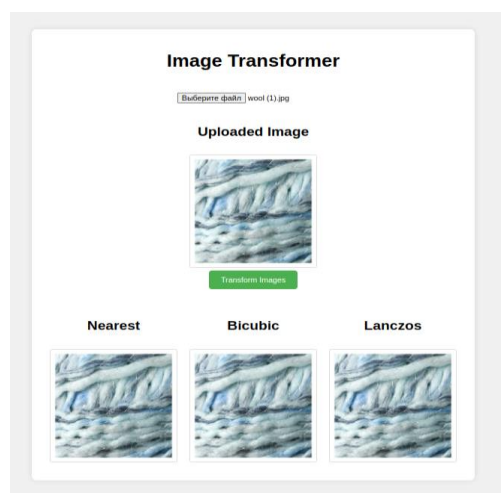 Image Transformer
Выберите файл wool (1).jpg
Uploaded Image
Transform Images
Nearest Bicubic Lanczos